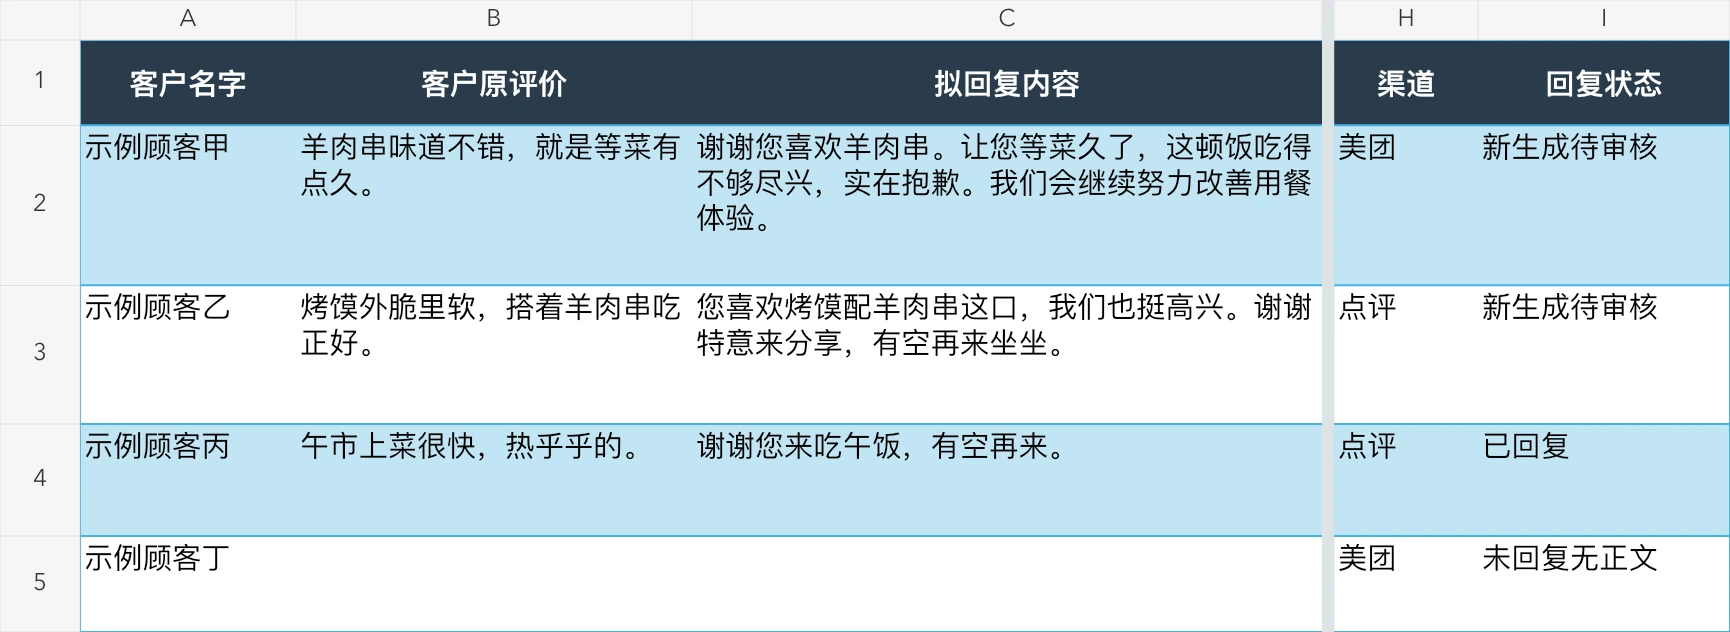 A B C H I
1 客户名字 客户原评价 拟回复内容 渠道 回复状态
2 示例顾客甲 羊肉串味道不错，就是等菜有 谢谢您喜欢羊肉串。让您等菜久了，这顿饭吃得 美团 新生成待审核
点久。 不够尽兴，实在抱歉。我们会继续努力改善用餐
体验。
3 示例顾客乙 烤馍外脆里软，搭着羊肉串吃 您喜欢烤馍配羊肉串这口，我们也挺高兴。谢谢 点评 新生成待审核
正好。 特意来分享，有空再来坐坐。
4 示例顾客丙 午市上菜很快，热乎乎的。 谢谢您来吃午饭，有空再来。 点评 已回复
5 示例顾客丁 美团 未回复无正文